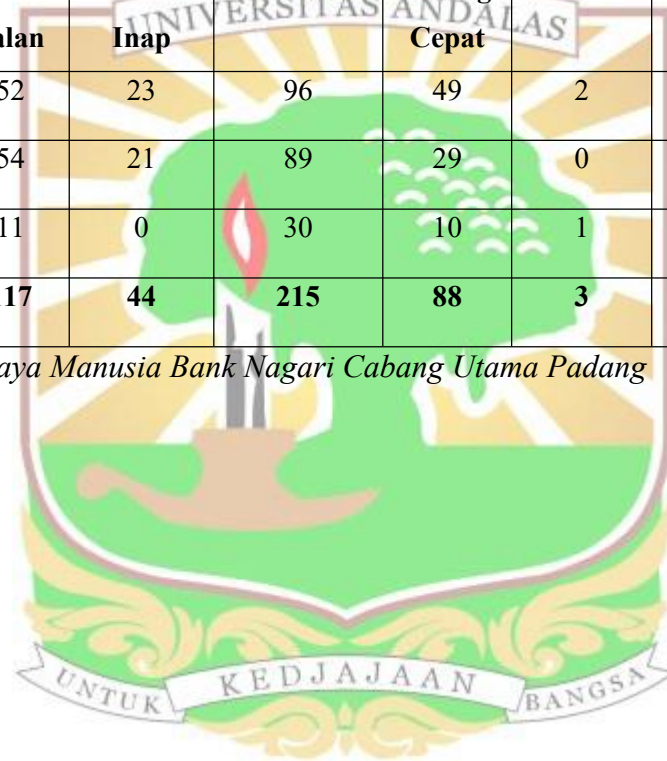 UNIVERSITAS ANDALAS
alan Inap Cepat
52 23 96 49 2
54 21 89 29 0
11 0 30 10 1
17 44 215 88 3
aya Manusia Bank Nagari Cabang Utama Padang
UNTUK KEDJAJAAN BANGSA